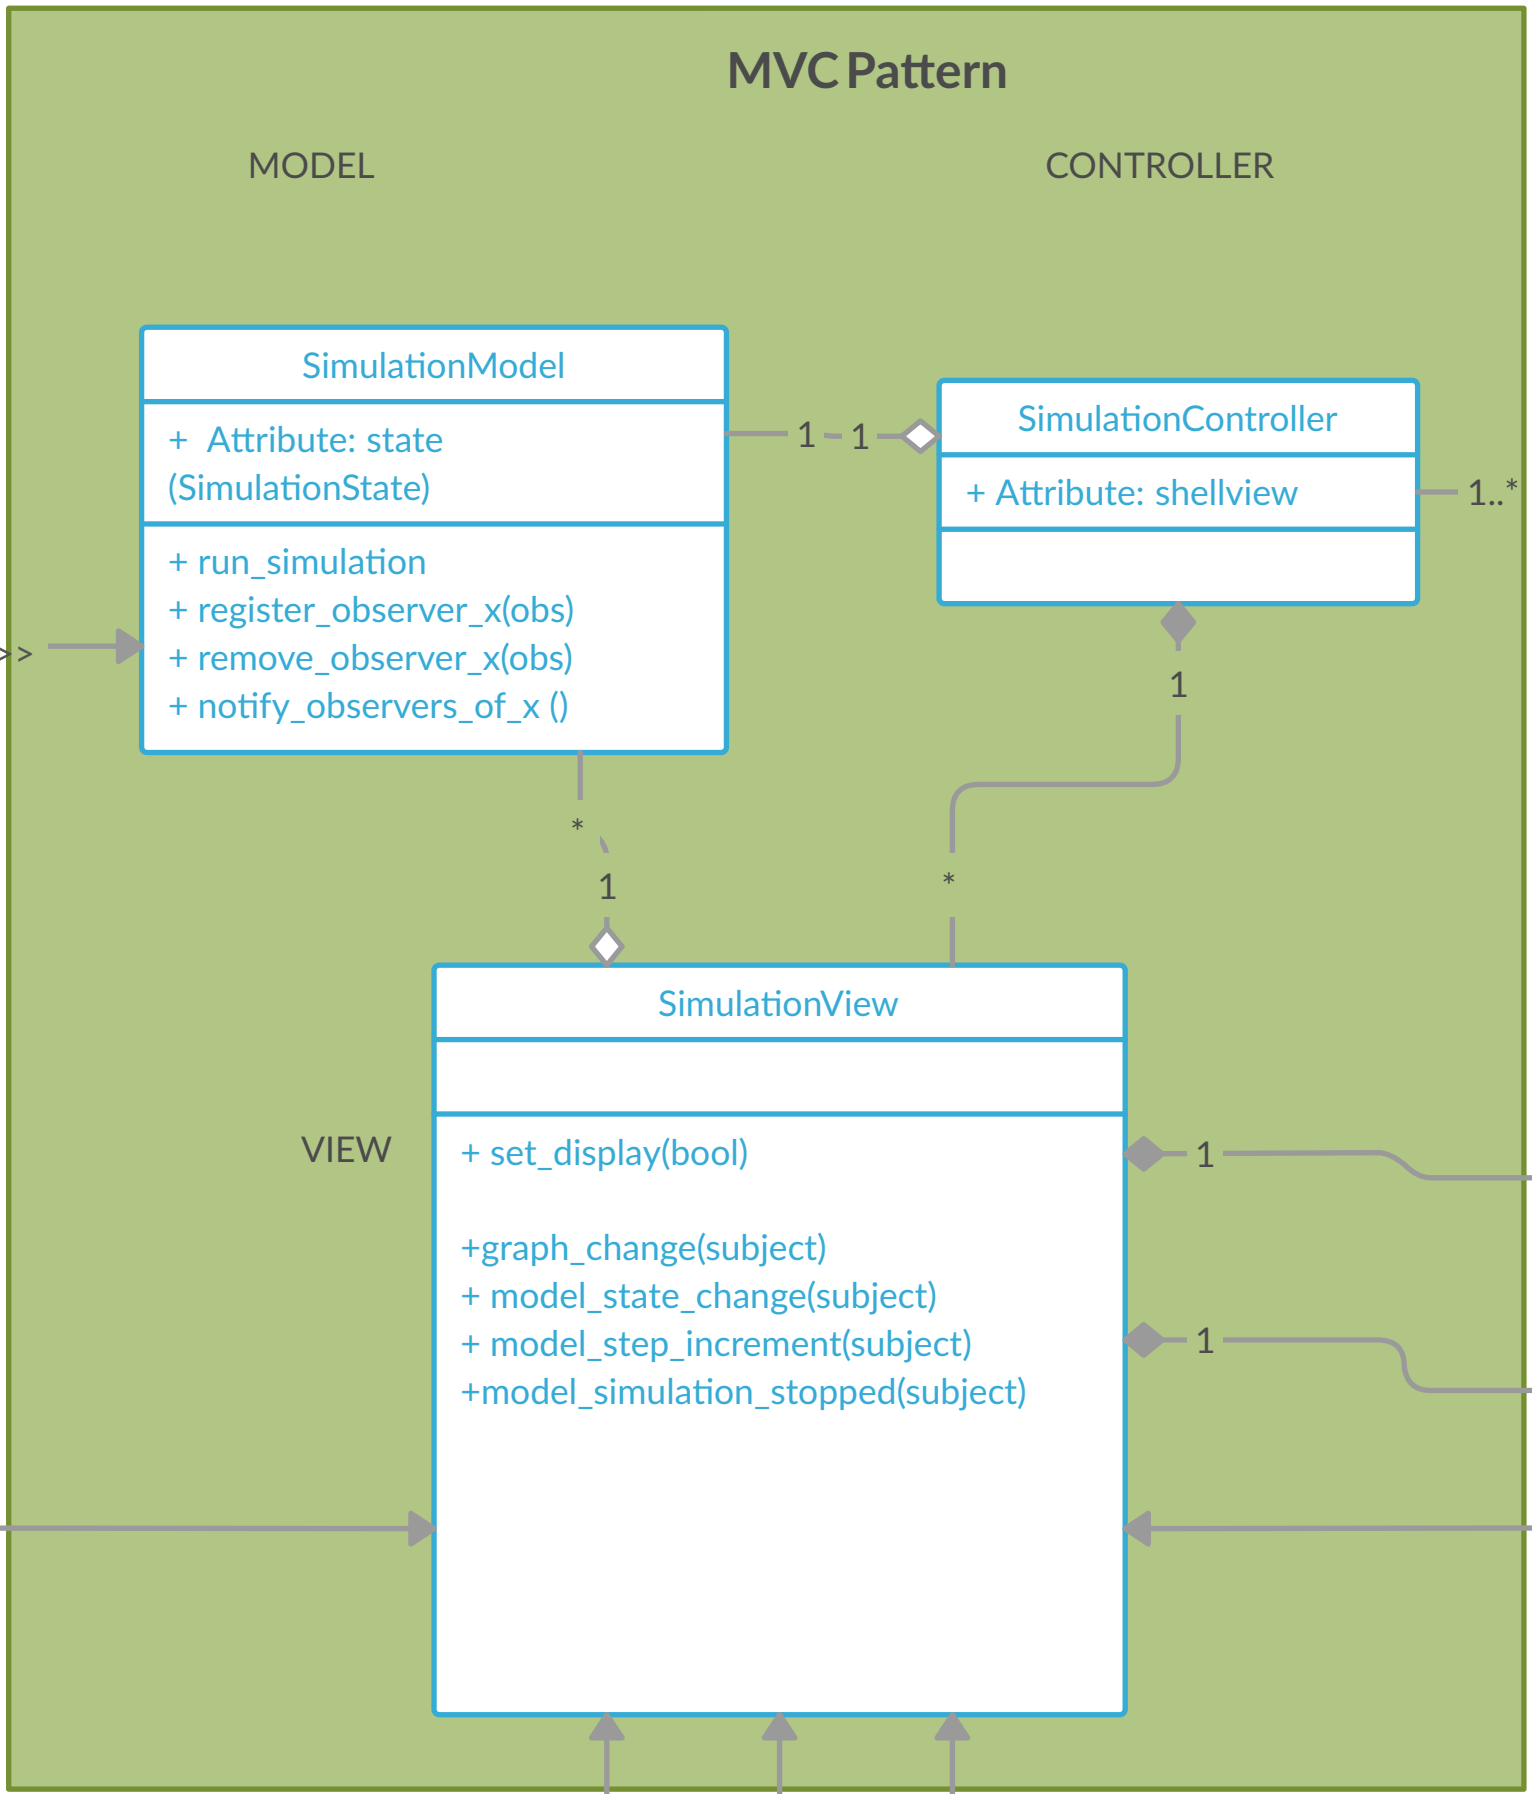 MVC Pattern
MODEL
CONTROLLER
SimulationModel
+  Attribute: state
(SimulationState)
+ run_simulation
+ register_observer_x(obs)
+ remove_observer_x(obs)
+ notify_observers_of_x ()
>>
1
1
SimulationController
+ Attribute: shellview
1..*
1
*
*
1
SimulationView
VIEW
+ set_display(bool)
+graph_change(subject)
+ model_state_change(subject)
+ model_step_increment(subject)
+model_simulation_stopped(subject)
1
1